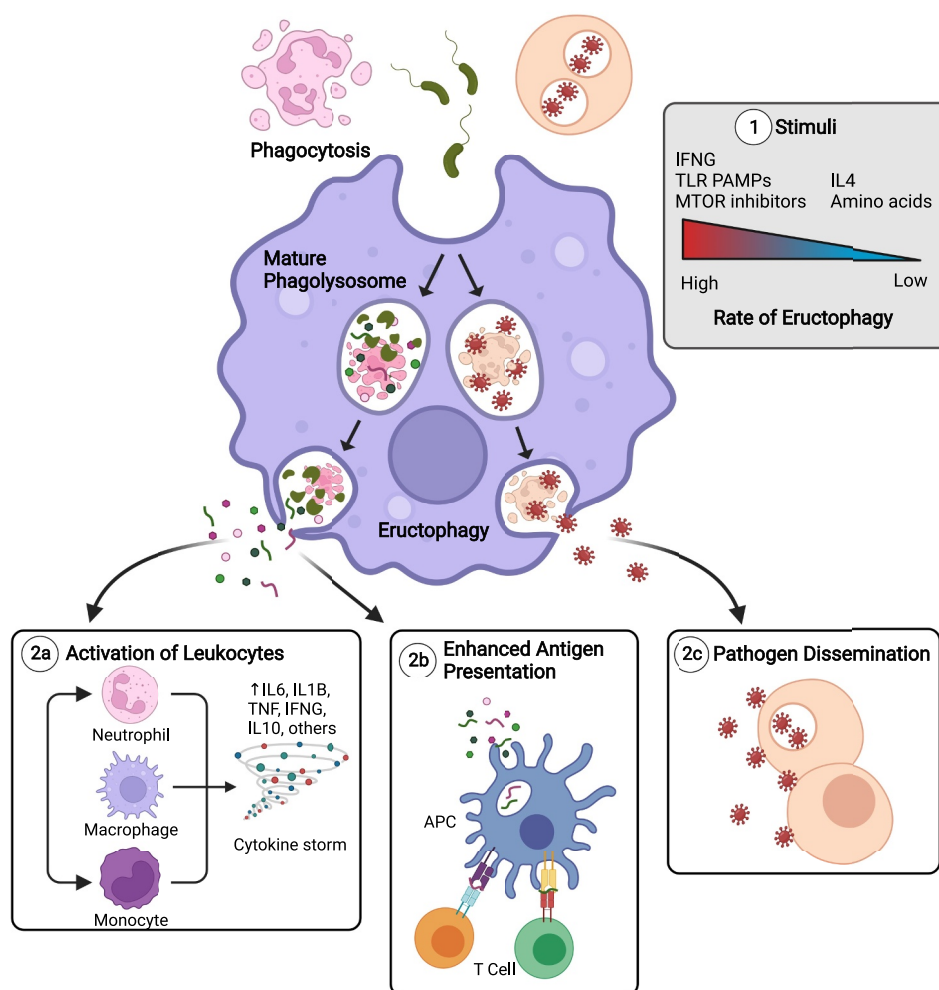 Phagocytosis
1 Stimuli
IFNG
TLR PAMPs
MTOR inhibitors
IL4
Amino acids
High
Low
Rate of Eructophagy
Mature
Phagolysosome
Eructophagy
2a Activation of Leukocytes
Neutrophil
Macrophage
Monocyte
↑IL6, IL1B,
TNF, IFNG,
IL10, others
Cytokine storm
2b Enhanced Antigen
Presentation
APC
T Cell
2c Pathogen Dissemination